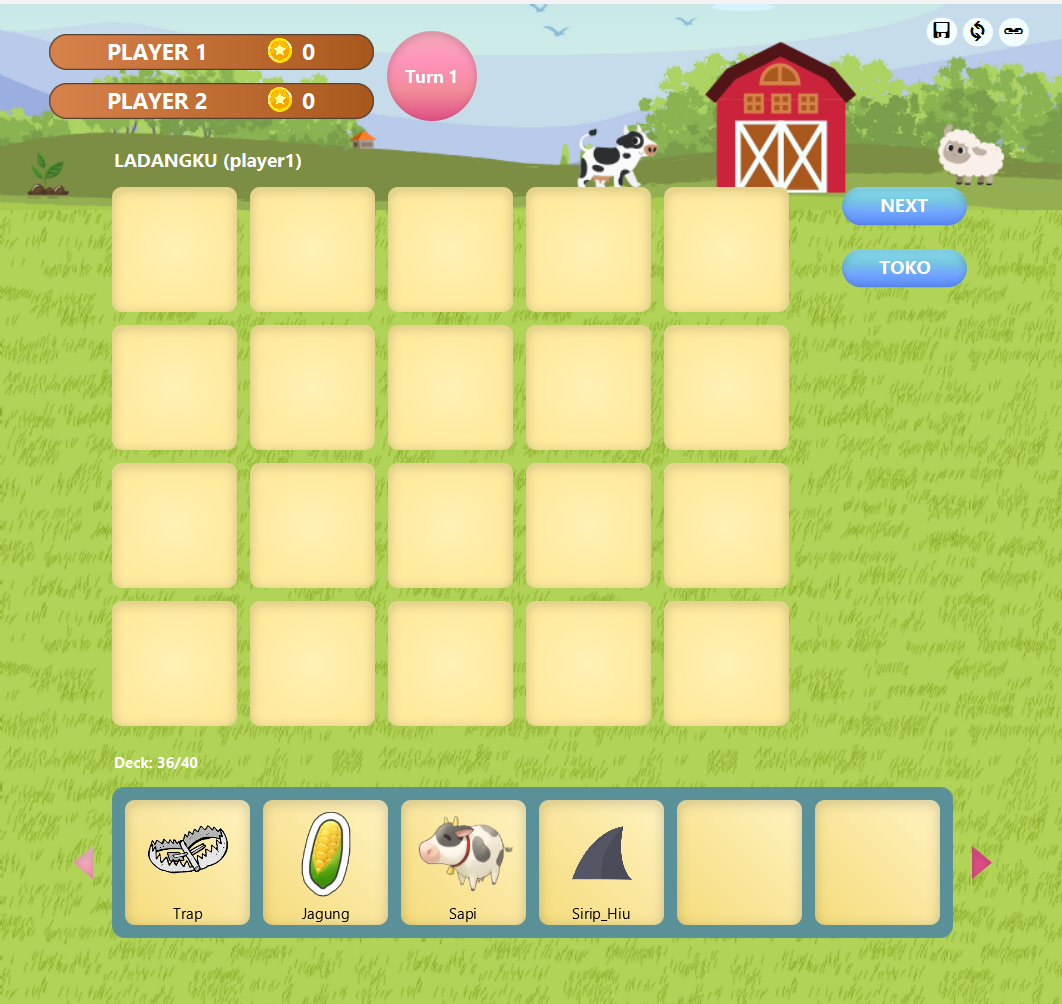 PLAYER 1 0
PLAYER 2 0
Turn 1
LADANGKU (player1)
NEXT
TOKO
Deck: 36/40
Trap
Jagung
Sapi
Sirip_Hiu